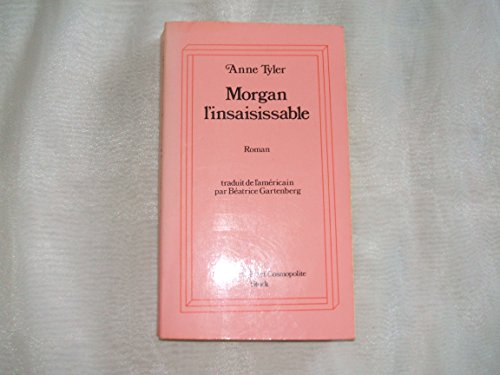 Anne Tyler
Morgan
l'insaisissable
Roman
traduit de l'américain
par Béatrice Gartenberg
Cosmopolite
Stock